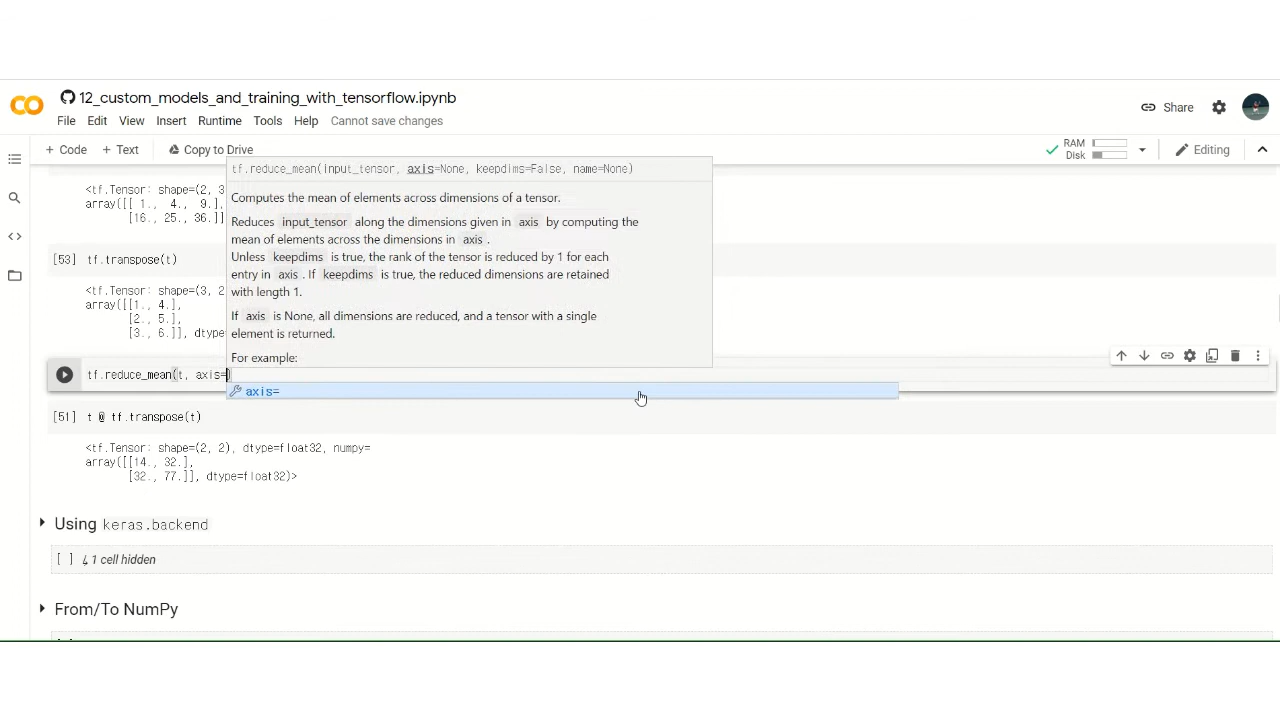 12_custom_models_and_training_with_tensorflow.ipynb
Share
File Edit View Insert Runtime Tools Help Cannot save changes
+ Code + Text Copy to Drive
RAM
Disk
Editing
tf.reduce_mean(input_tensor, axis=None, keepdims=False, name=None)
<tf.Tensor: shape=(2, 3
array([[ 1., 4., 9.],
[16., 25., 36.]]
Computes the mean of elements across dimensions of a tensor.
Reduces input_tensor along the dimensions given in axis by computing the
mean of elements across the dimensions in axis .
Unless keepdims is true, the rank of the tensor is reduced by 1 for each
entry in axis . If keepdims is true, the reduced dimensions are retained
with length 1.
If axis is None, all dimensions are reduced, and a tensor with a single
element is returned.
For example:
[53] tf.transpose(t)
<tf.Tensor: shape=(3, 2
array([[1., 4.],
[2., 5.],
[3., 6.]], dtype
tf.reduce_mean(t, axis=)
axis=
[51] t @ tf.transpose(t)
<tf.Tensor: shape=(2, 2), dtype=float32, numpy=
array([[14., 32.],
[32., 77.]], dtype=float32)>
Using keras.backend
[ ] ↳ 1 cell hidden
From/To NumPy